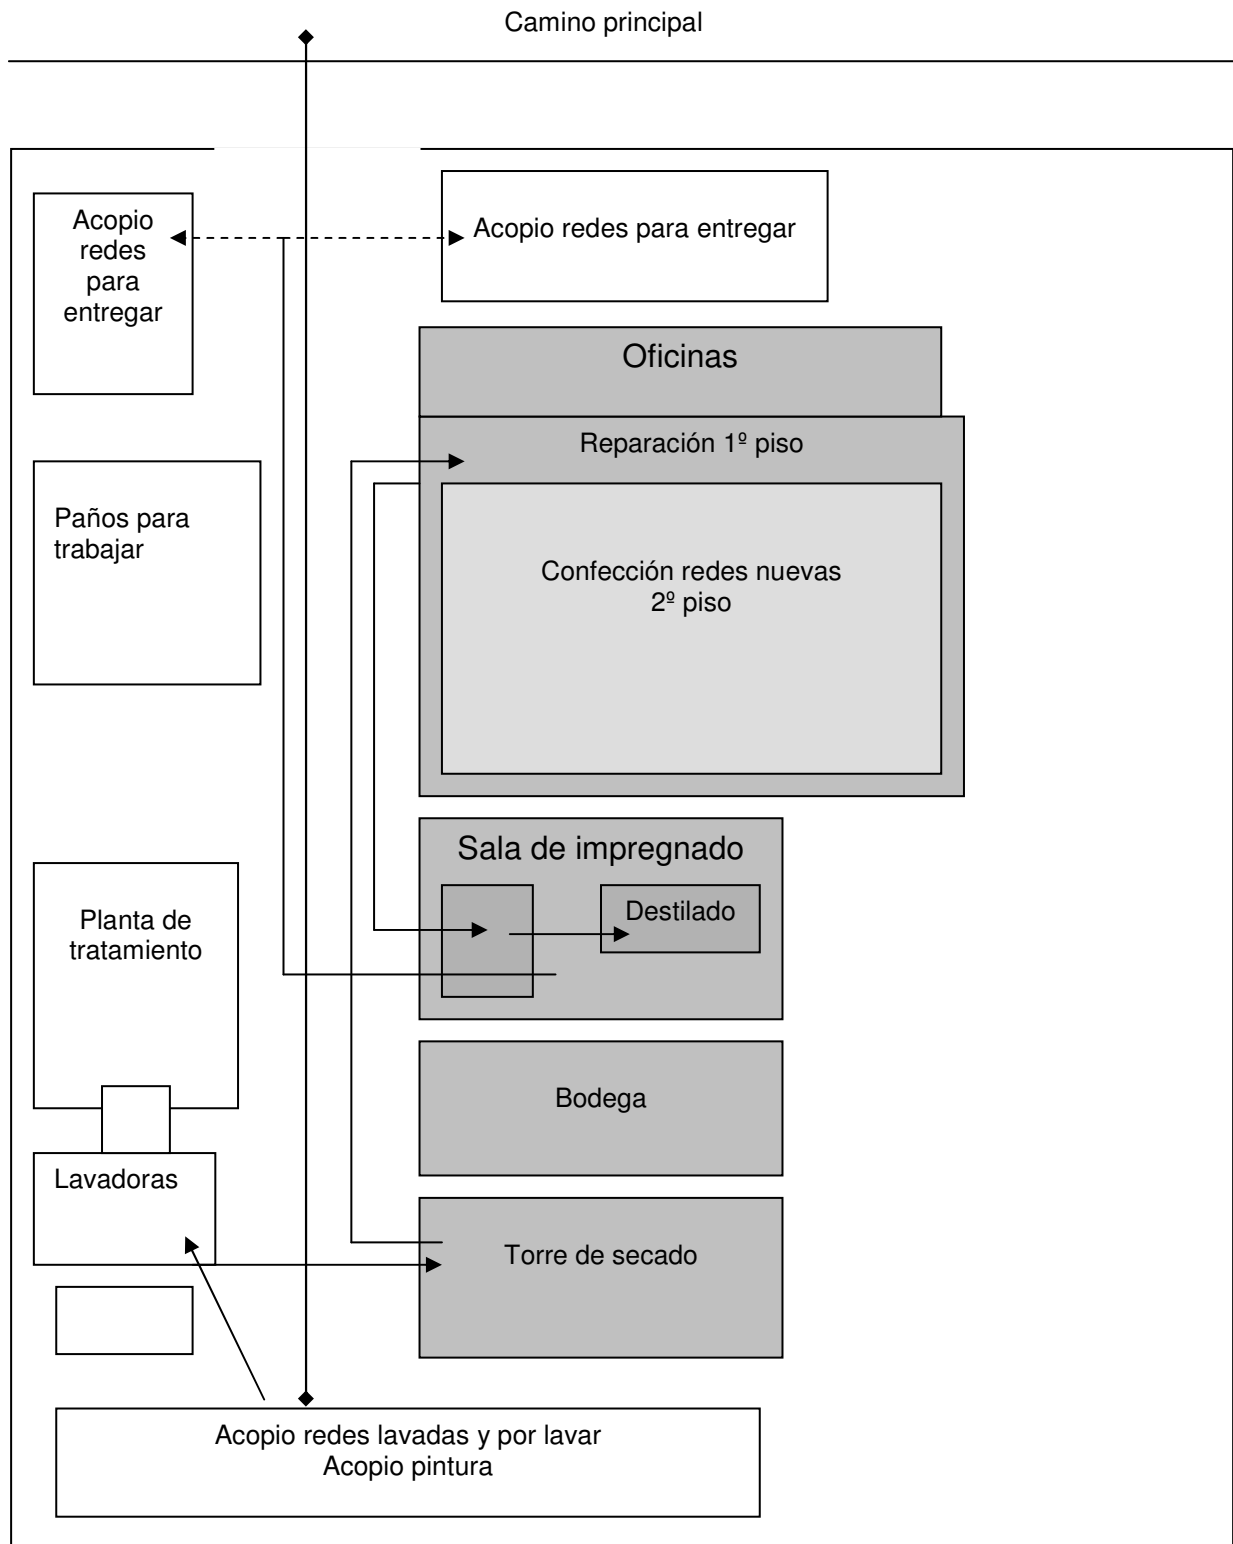 Camino principal
Acopio
redes
para
entregar
Acopio redes para entregar
Oficinas
Reparación 1º piso
Paños para
trabajar
Confección redes nuevas
2º piso
Sala de impregnado
Destilado
Planta de
tratamiento
Bodega
Lavadoras
Torre de secado
Acopio redes lavadas y por lavar
Acopio pintura